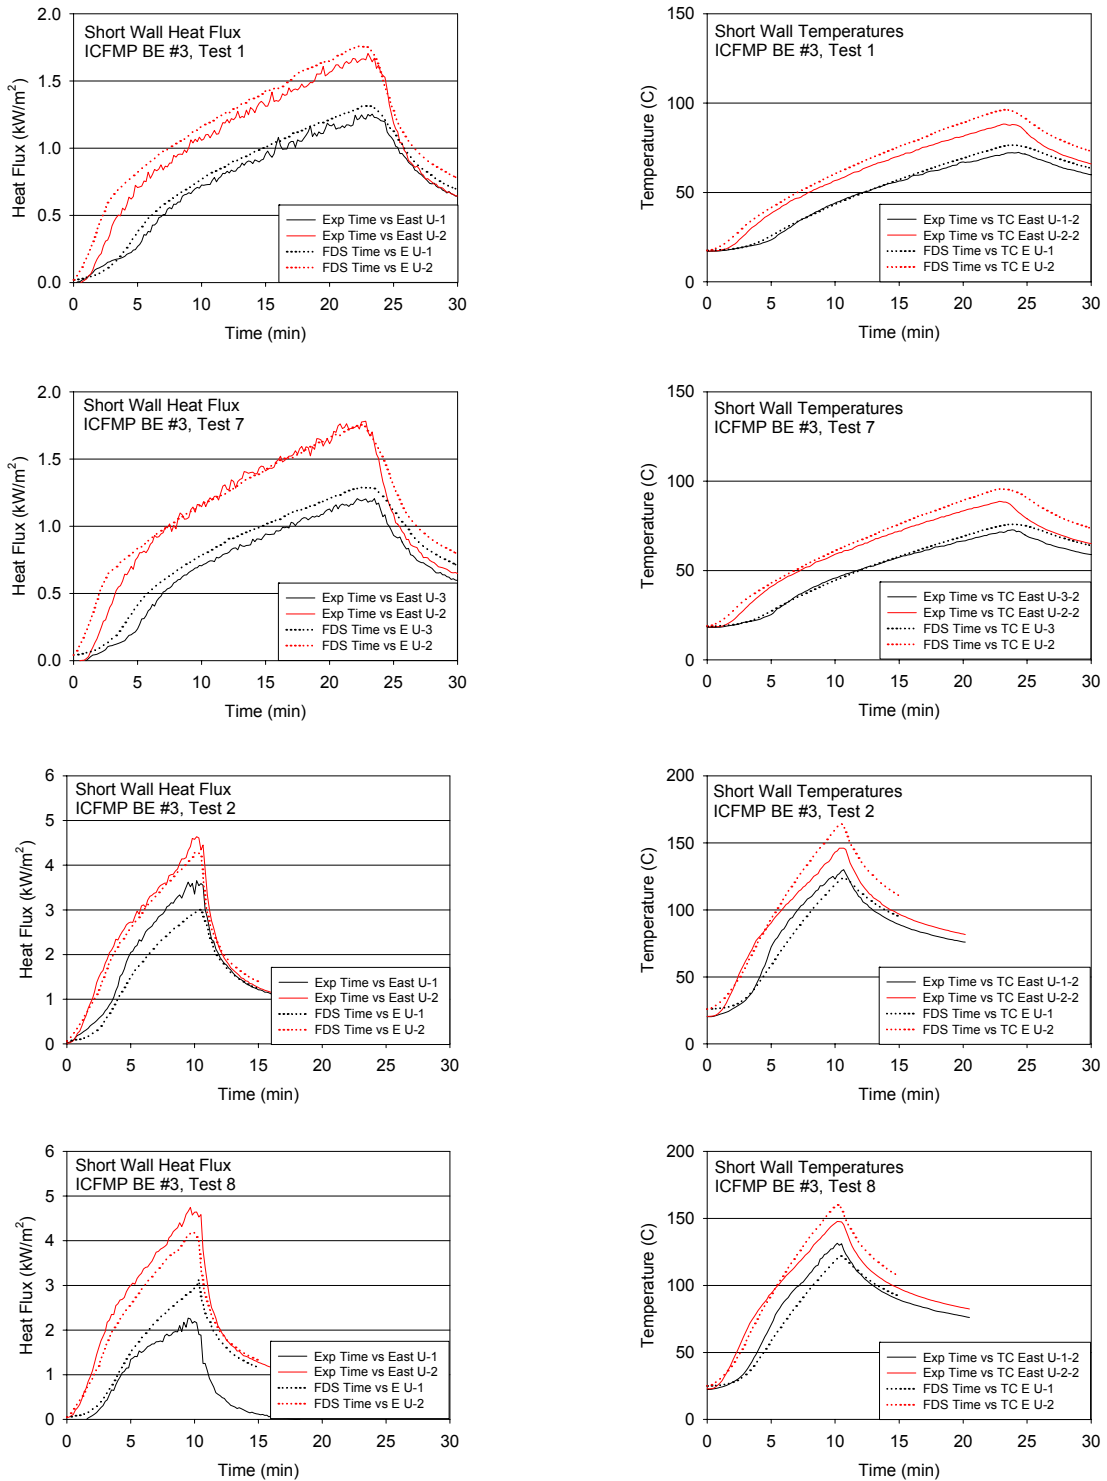 Short Wall Heat Flux
ICFMP BE #3, Test 1
Heat Flux (kW/m²)
2.0
1.5
1.0
0.5
0.0
Exp Time vs East U-1
Exp Time vs East U-2
FDS Time vs E U-1
FDS Time vs E U-2
0 5 10 15 20 25 30
Time (min)
Short Wall Temperatures
ICFMP BE #3, Test 1
Temperature (C)
150
100
50
0
Exp Time vs TC East U-1-2
Exp Time vs TC East U-2-2
FDS Time vs TC E U-1
FDS Time vs TC E U-2
0 5 10 15 20 25 30
Time (min)
Short Wall Heat Flux
ICFMP BE #3, Test 7
Heat Flux (kW/m²)
2.0
1.5
1.0
0.5
0.0
Exp Time vs East U-3
Exp Time vs East U-2
FDS Time vs E U-3
FDS Time vs E U-2
0 5 10 15 20 25 30
Time (min)
Short Wall Temperatures
ICFMP BE #3, Test 7
Temperature (C)
150
100
50
0
Exp Time vs TC East U-3-2
Exp Time vs TC East U-2-2
FDS Time vs TC E U-3
FDS Time vs TC E U-2
0 5 10 15 20 25 30
Time (min)
Short Wall Heat Flux
ICFMP BE #3, Test 2
Heat Flux (kW/m²)
6
5
4
3
2
1
0
Exp Time vs East U-1
Exp Time vs East U-2
FDS Time vs E U-1
FDS Time vs E U-2
0 5 10 15 20 25 30
Time (min)
Short Wall Temperatures
ICFMP BE #3, Test 2
Temperature (C)
200
150
100
50
0
Exp Time vs TC East U-1-2
Exp Time vs TC East U-2-2
FDS Time vs TC E U-1
FDS Time vs TC E U-2
0 5 10 15 20 25 30
Time (min)
Short Wall Heat Flux
ICFMP BE #3, Test 8
Heat Flux (kW/m²)
6
5
4
3
2
1
0
Exp Time vs East U-1
Exp Time vs East U-2
FDS Time vs E U-1
FDS Time vs E U-2
0 5 10 15 20 25 30
Time (min)
Short Wall Temperatures
ICFMP BE #3, Test 8
Temperature (C)
200
150
100
50
0
Exp Time vs TC East U-1-2
Exp Time vs TC East U-2-2
FDS Time vs TC E U-1
FDS Time vs TC E U-2
0 5 10 15 20 25 30
Time (min)